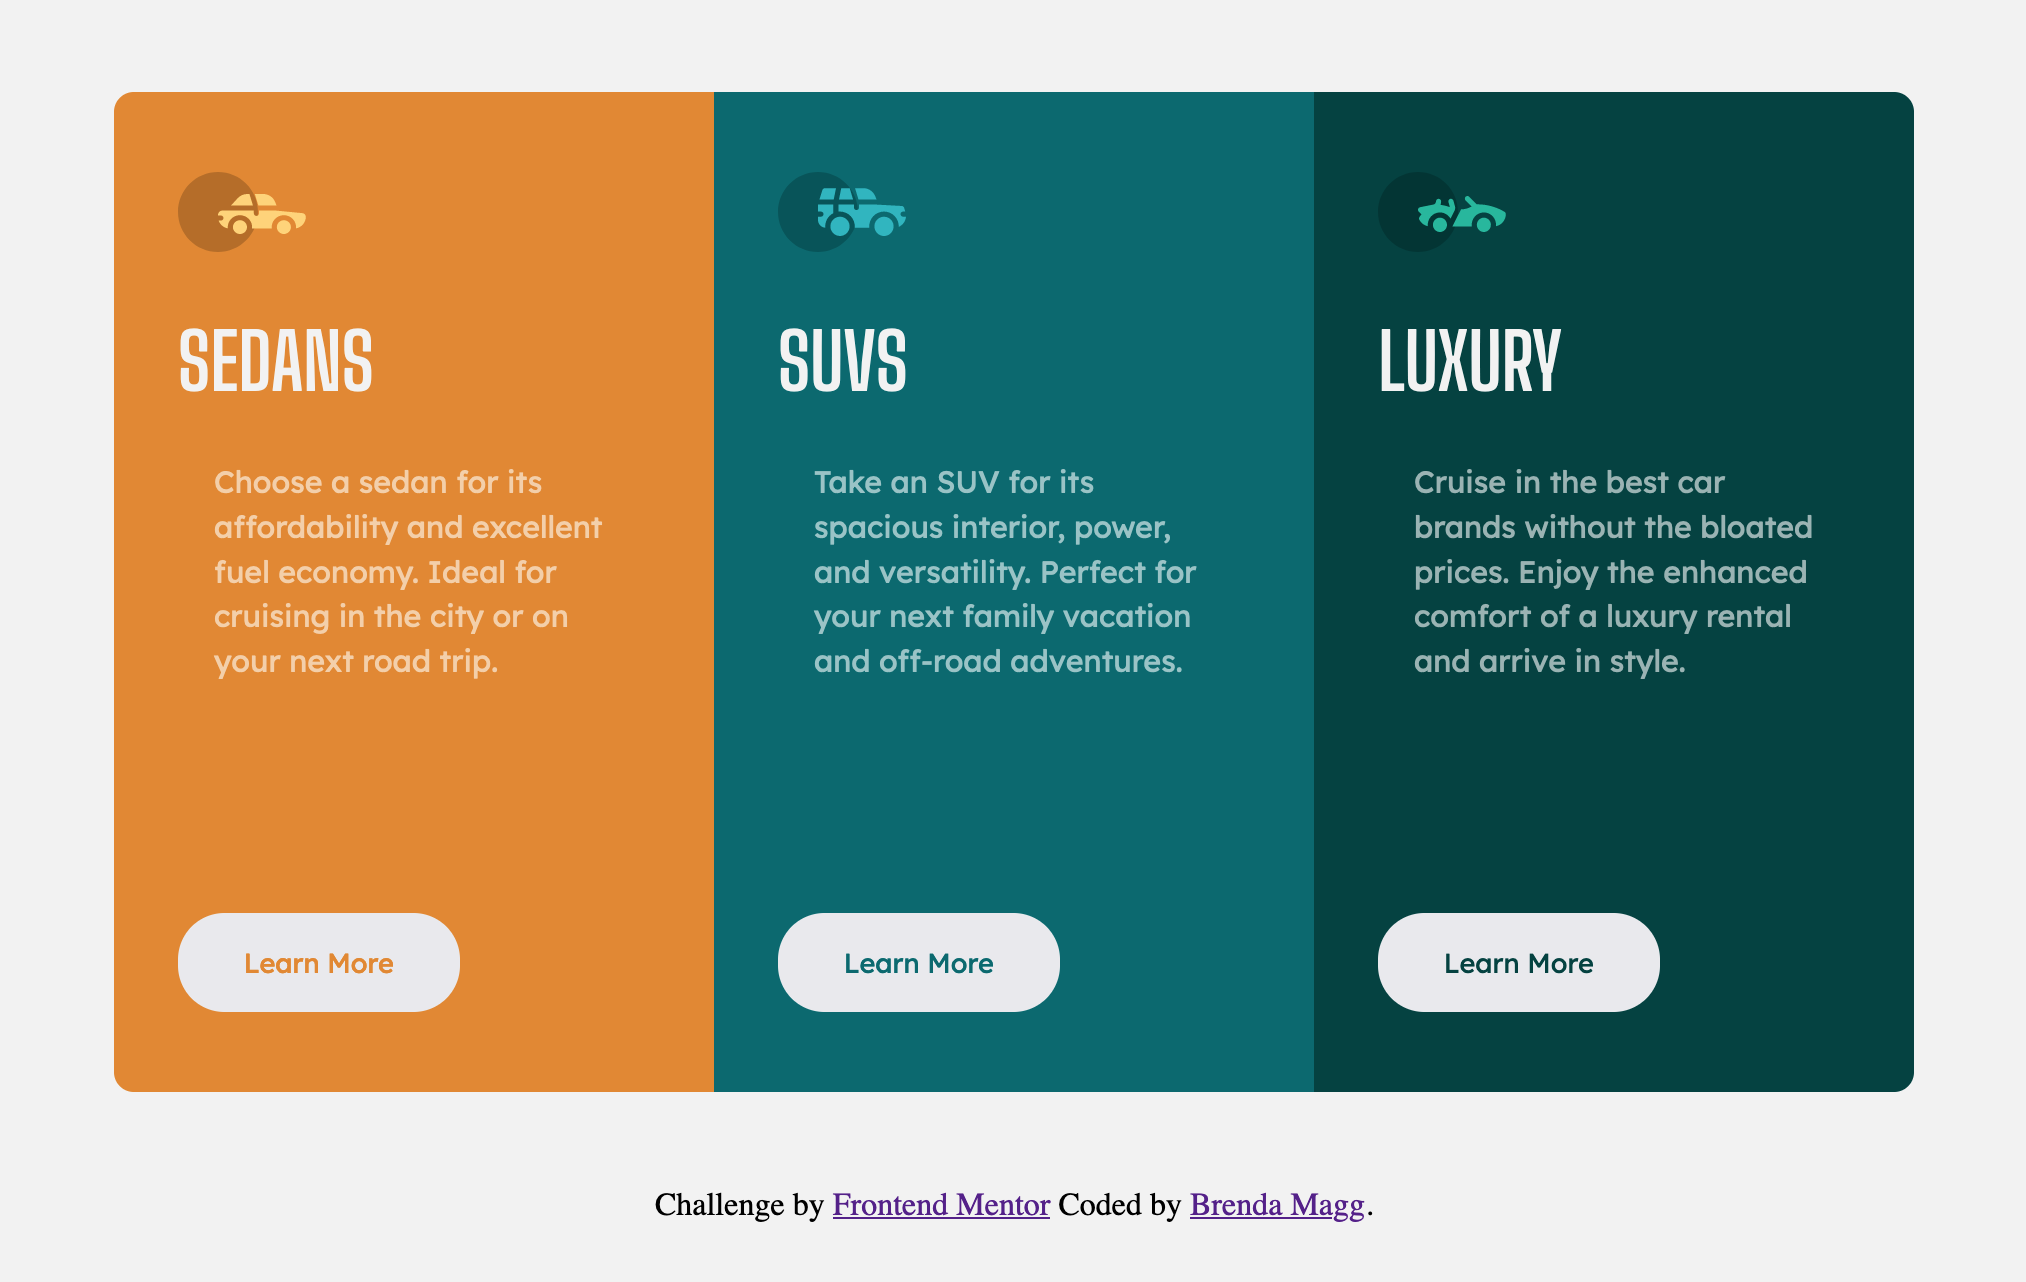 SEDANS
Choose a sedan for its
affordability and excellent
fuel economy. Ideal for
cruising in the city or on
your next road trip.
Learn More
SUVS
Take an SUV for its
spacious interior, power,
and versatility. Perfect for
your next family vacation
and off-road adventures.
Learn More
LUXURY
Cruise in the best car
brands without the bloated
prices. Enjoy the enhanced
comfort of a luxury rental
and arrive in style.
Learn More
Challenge by Frontend Mentor Coded by Brenda Magg.